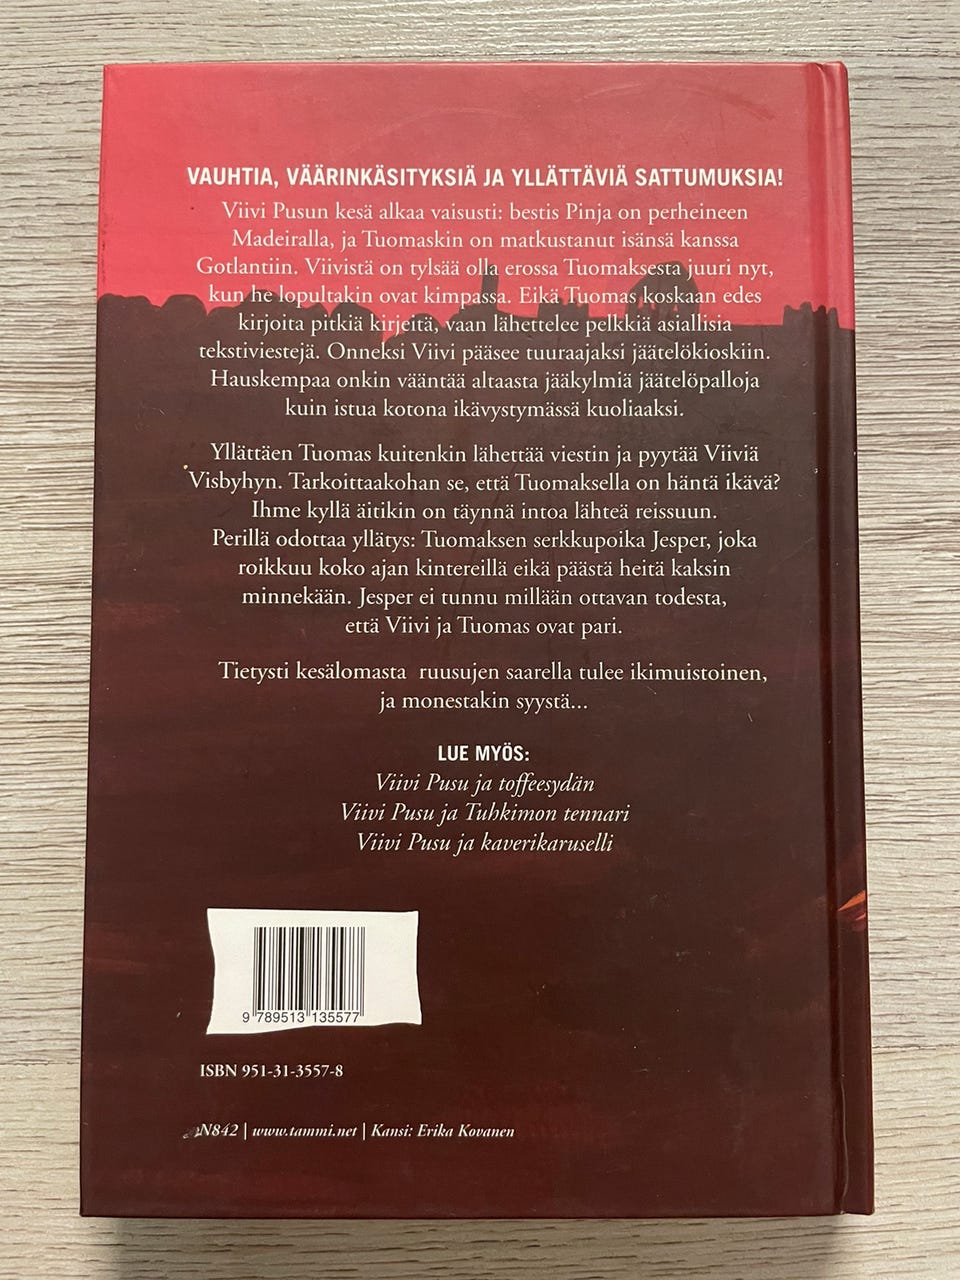 VAUHTIA, VÄÄRINKÄSITYKSIÄ JA YLLÄTTÄVIÄ SATTUMUKSIA!
Viivi Pusun kesä alkaa vaisusti: bestis Pinja on perheineen
Madeiralla, ja Tuomaskin on matkustanut isänsä kanssa
Gotlantiin. Viivistä on tylsää olla erossa Tuomaksesta juuri nyt,
kun he lopultakin ovat kimpassa. Eikä Tuomas koskaan edes
kirjoita pitkiä kirjeitä, vaan lähettelee pelkkiä asiallisia
tekstiviestejä. Onneksi Viivi pääsee tuuraajaksi jäätelökioskiin.
Hauskempaa onkin vääntää altaasta jääkylmiä jäätelöpalloja
kuin istua kotona ikävystymässä kuoliaaksi.
Yllättäen Tuomas kuitenkin lähettää viestin ja pyytää Viiviä
Visbyhyn. Tarkoittaakohan se, että Tuomaksella on häntä ikävä?
Ihme kyllä äitikin on täynnä intoa lähteä reissuun.
Perillä odottaa yllätys: Tuomaksen serkkupoika Jesper, joka
roikkuu koko ajan kintereillä eikä päästä heitä kaksin
minnekään. Jesper ei tunnu millään ottavan todesta,
että Viivi ja Tuomas ovat pari.
Tietysti kesälomasta ruusujen saarella tulee ikimuistoinen,
ja monestakin syystä...
LUE MYÖS:
Viivi Pusu ja toffeesydän
Viivi Pusu ja Tuhkimon tennari
Viivi Pusu ja kaverikaruselli
9 789513 135577
ISBN 951-31-3557-8
N842 | www.tammi.net | Kansi: Erika Kovanen